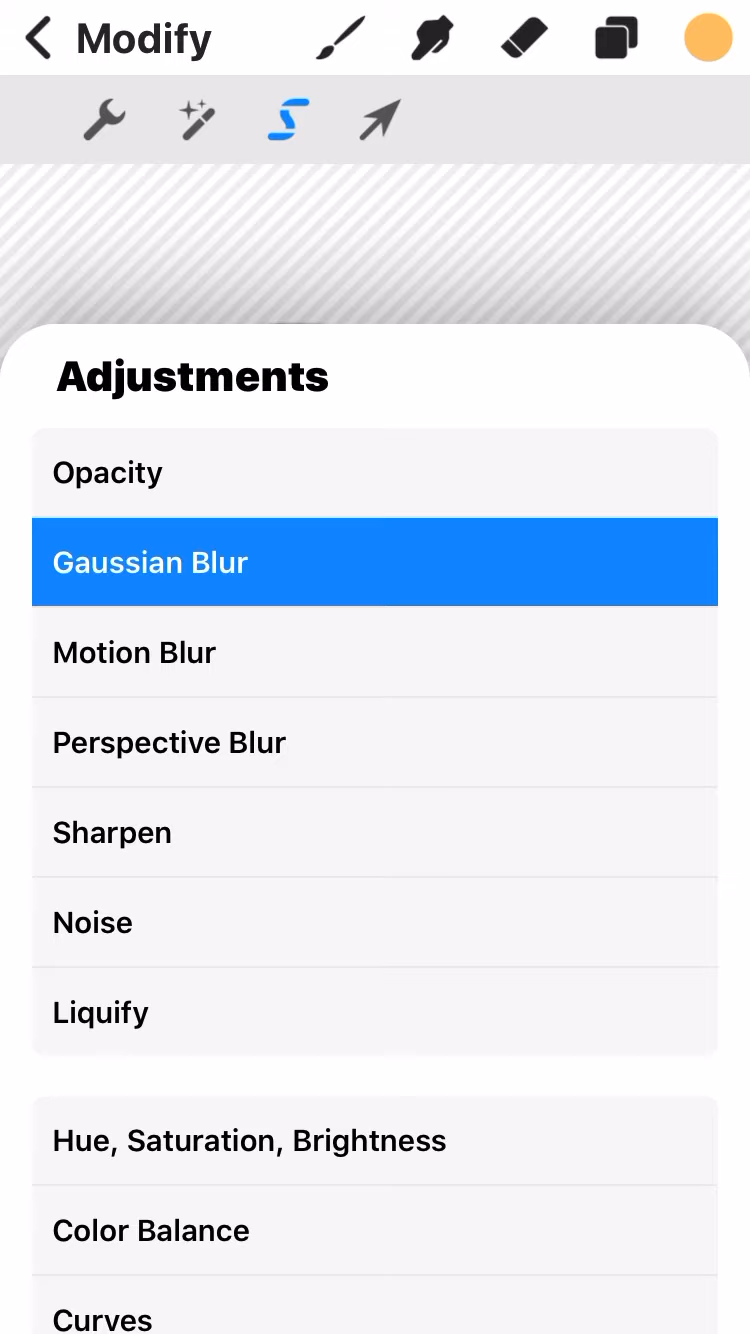 Modify
Adjustments
Opacity
Gaussian Blur
Motion Blur
Perspective Blur
Sharpen
Noise
Liquify
Hue, Saturation, Brightness
Color Balance
Curves